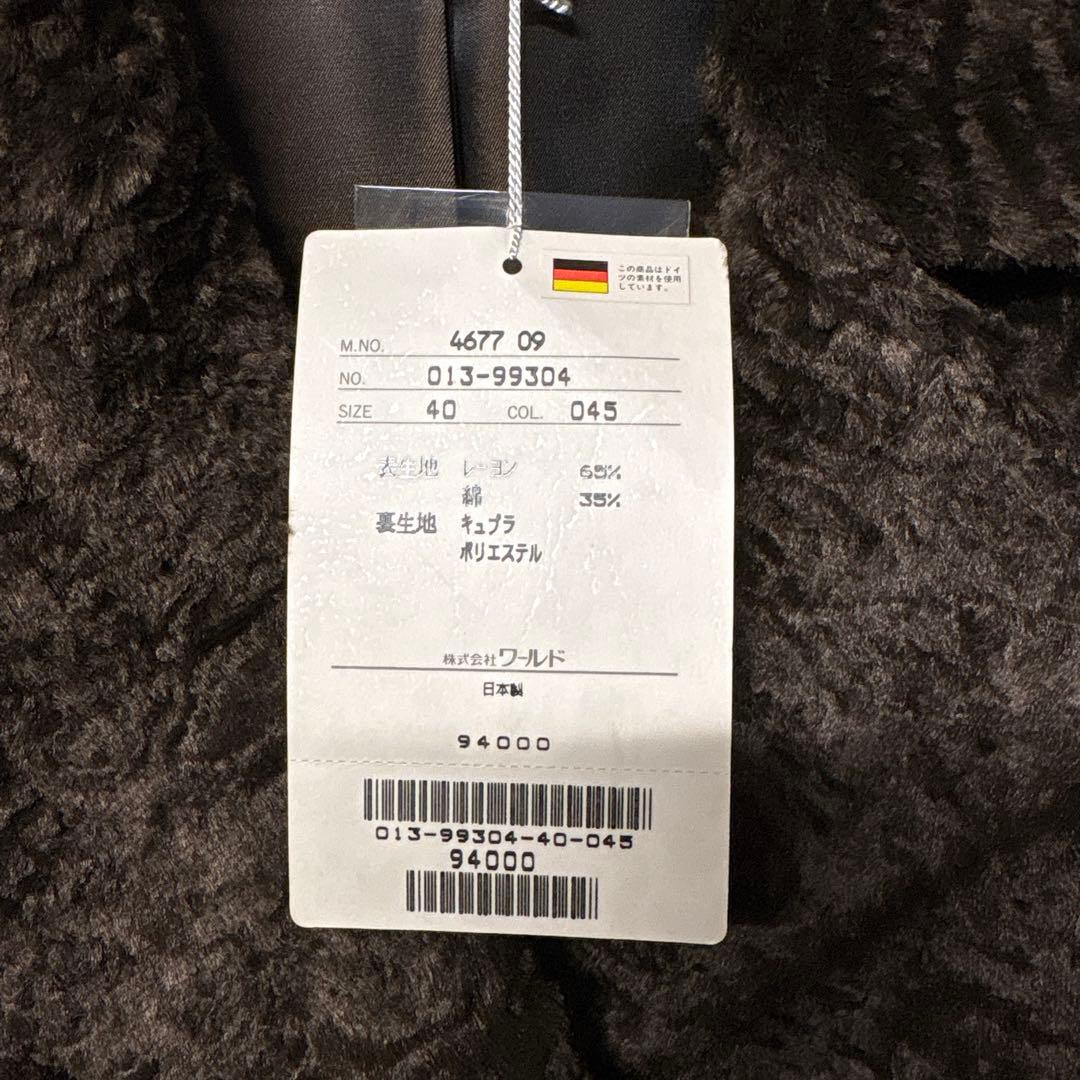 この商品はドイ
ツの素材を使用
しています。
M.NO. 4677 09
NO. 013-99304
SIZE 40 COL. 045
表生地 レーヨン 65%
綿 35%
裏生地 キュプラ
ポリエステル
株式会社ワールド
日本製
94000
013-99304-40-045
94000